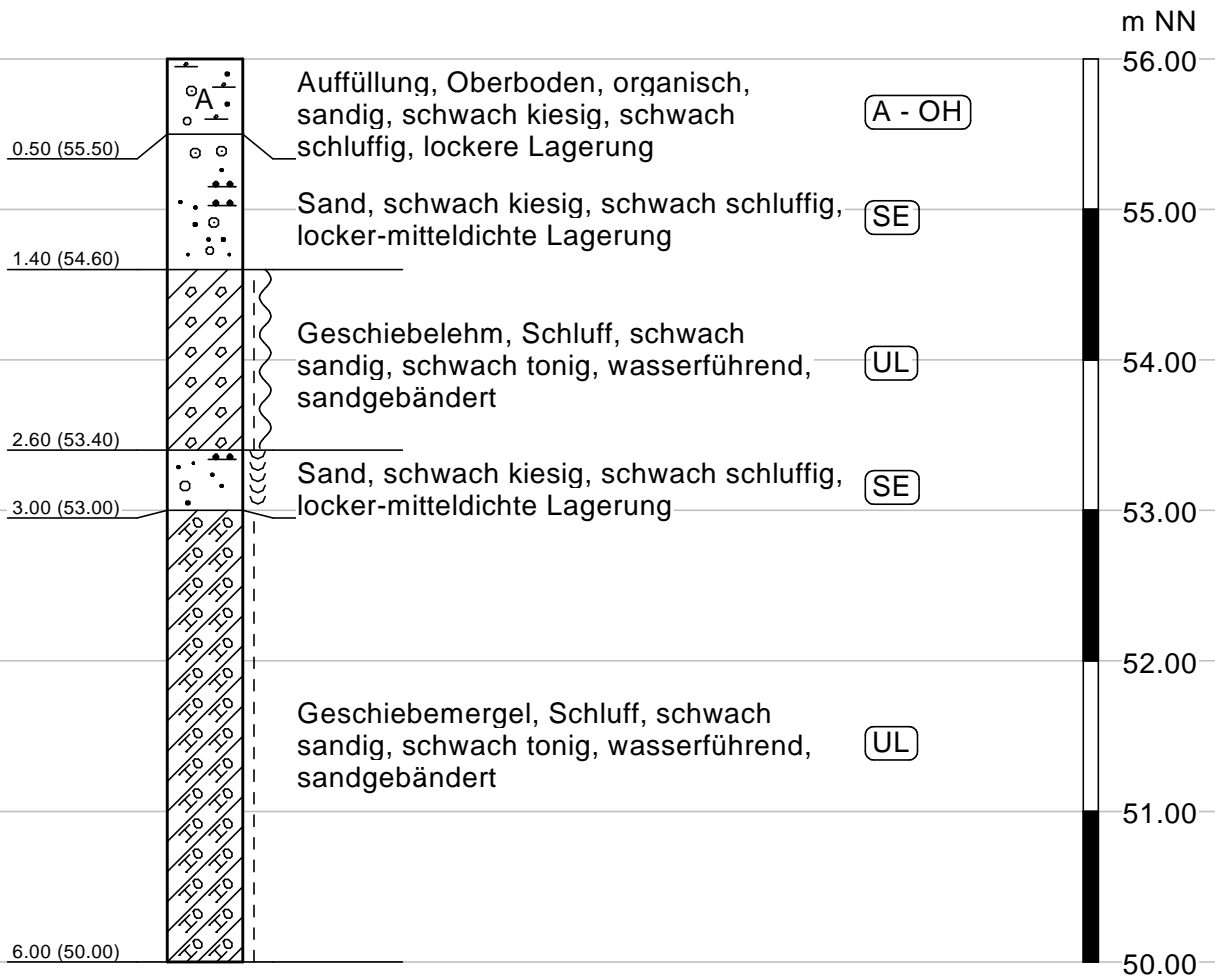 m NN
56.00
Auffüllung, Oberboden, organisch,
sandig, schwach kiesig, schwach
schluffig, lockere Lagerung
A - OH
A
0.50 (55.50)
Sand, schwach kiesig, schwach schluffig,
locker-mitteldichte Lagerung
SE
55.00
1.40 (54.60)
Geschiebelehm, Schluff, schwach
sandig, schwach tonig, wasserführend,
sandgebändert
UL
54.00
2.60 (53.40)
Sand, schwach kiesig, schwach schluffig,
locker-mitteldichte Lagerung
SE
3.00 (53.00)
53.00
52.00
Geschiebemergel, Schluff, schwach
sandig, schwach tonig, wasserführend,
sandgebändert
UL
51.00
6.00 (50.00)
50.00